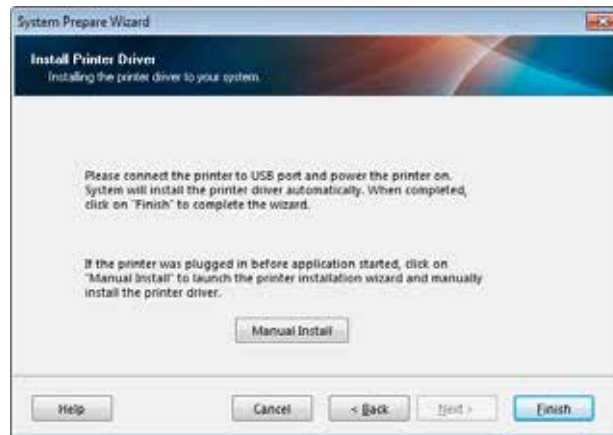 System Prepare Wizard
Install Printer Driver
Installing the printer driver to your system.
Please connect the printer to USB port and power the printer on.
System will install the printer driver automatically. When completed,
click on "Finish" to complete the wizard.
If the printer was plugged in before application started, click on
"Manual Install" to launch the printer installation wizard and manually
install the printer driver.
Manual Install
Help
Cancel
< Back
Next >
Finish